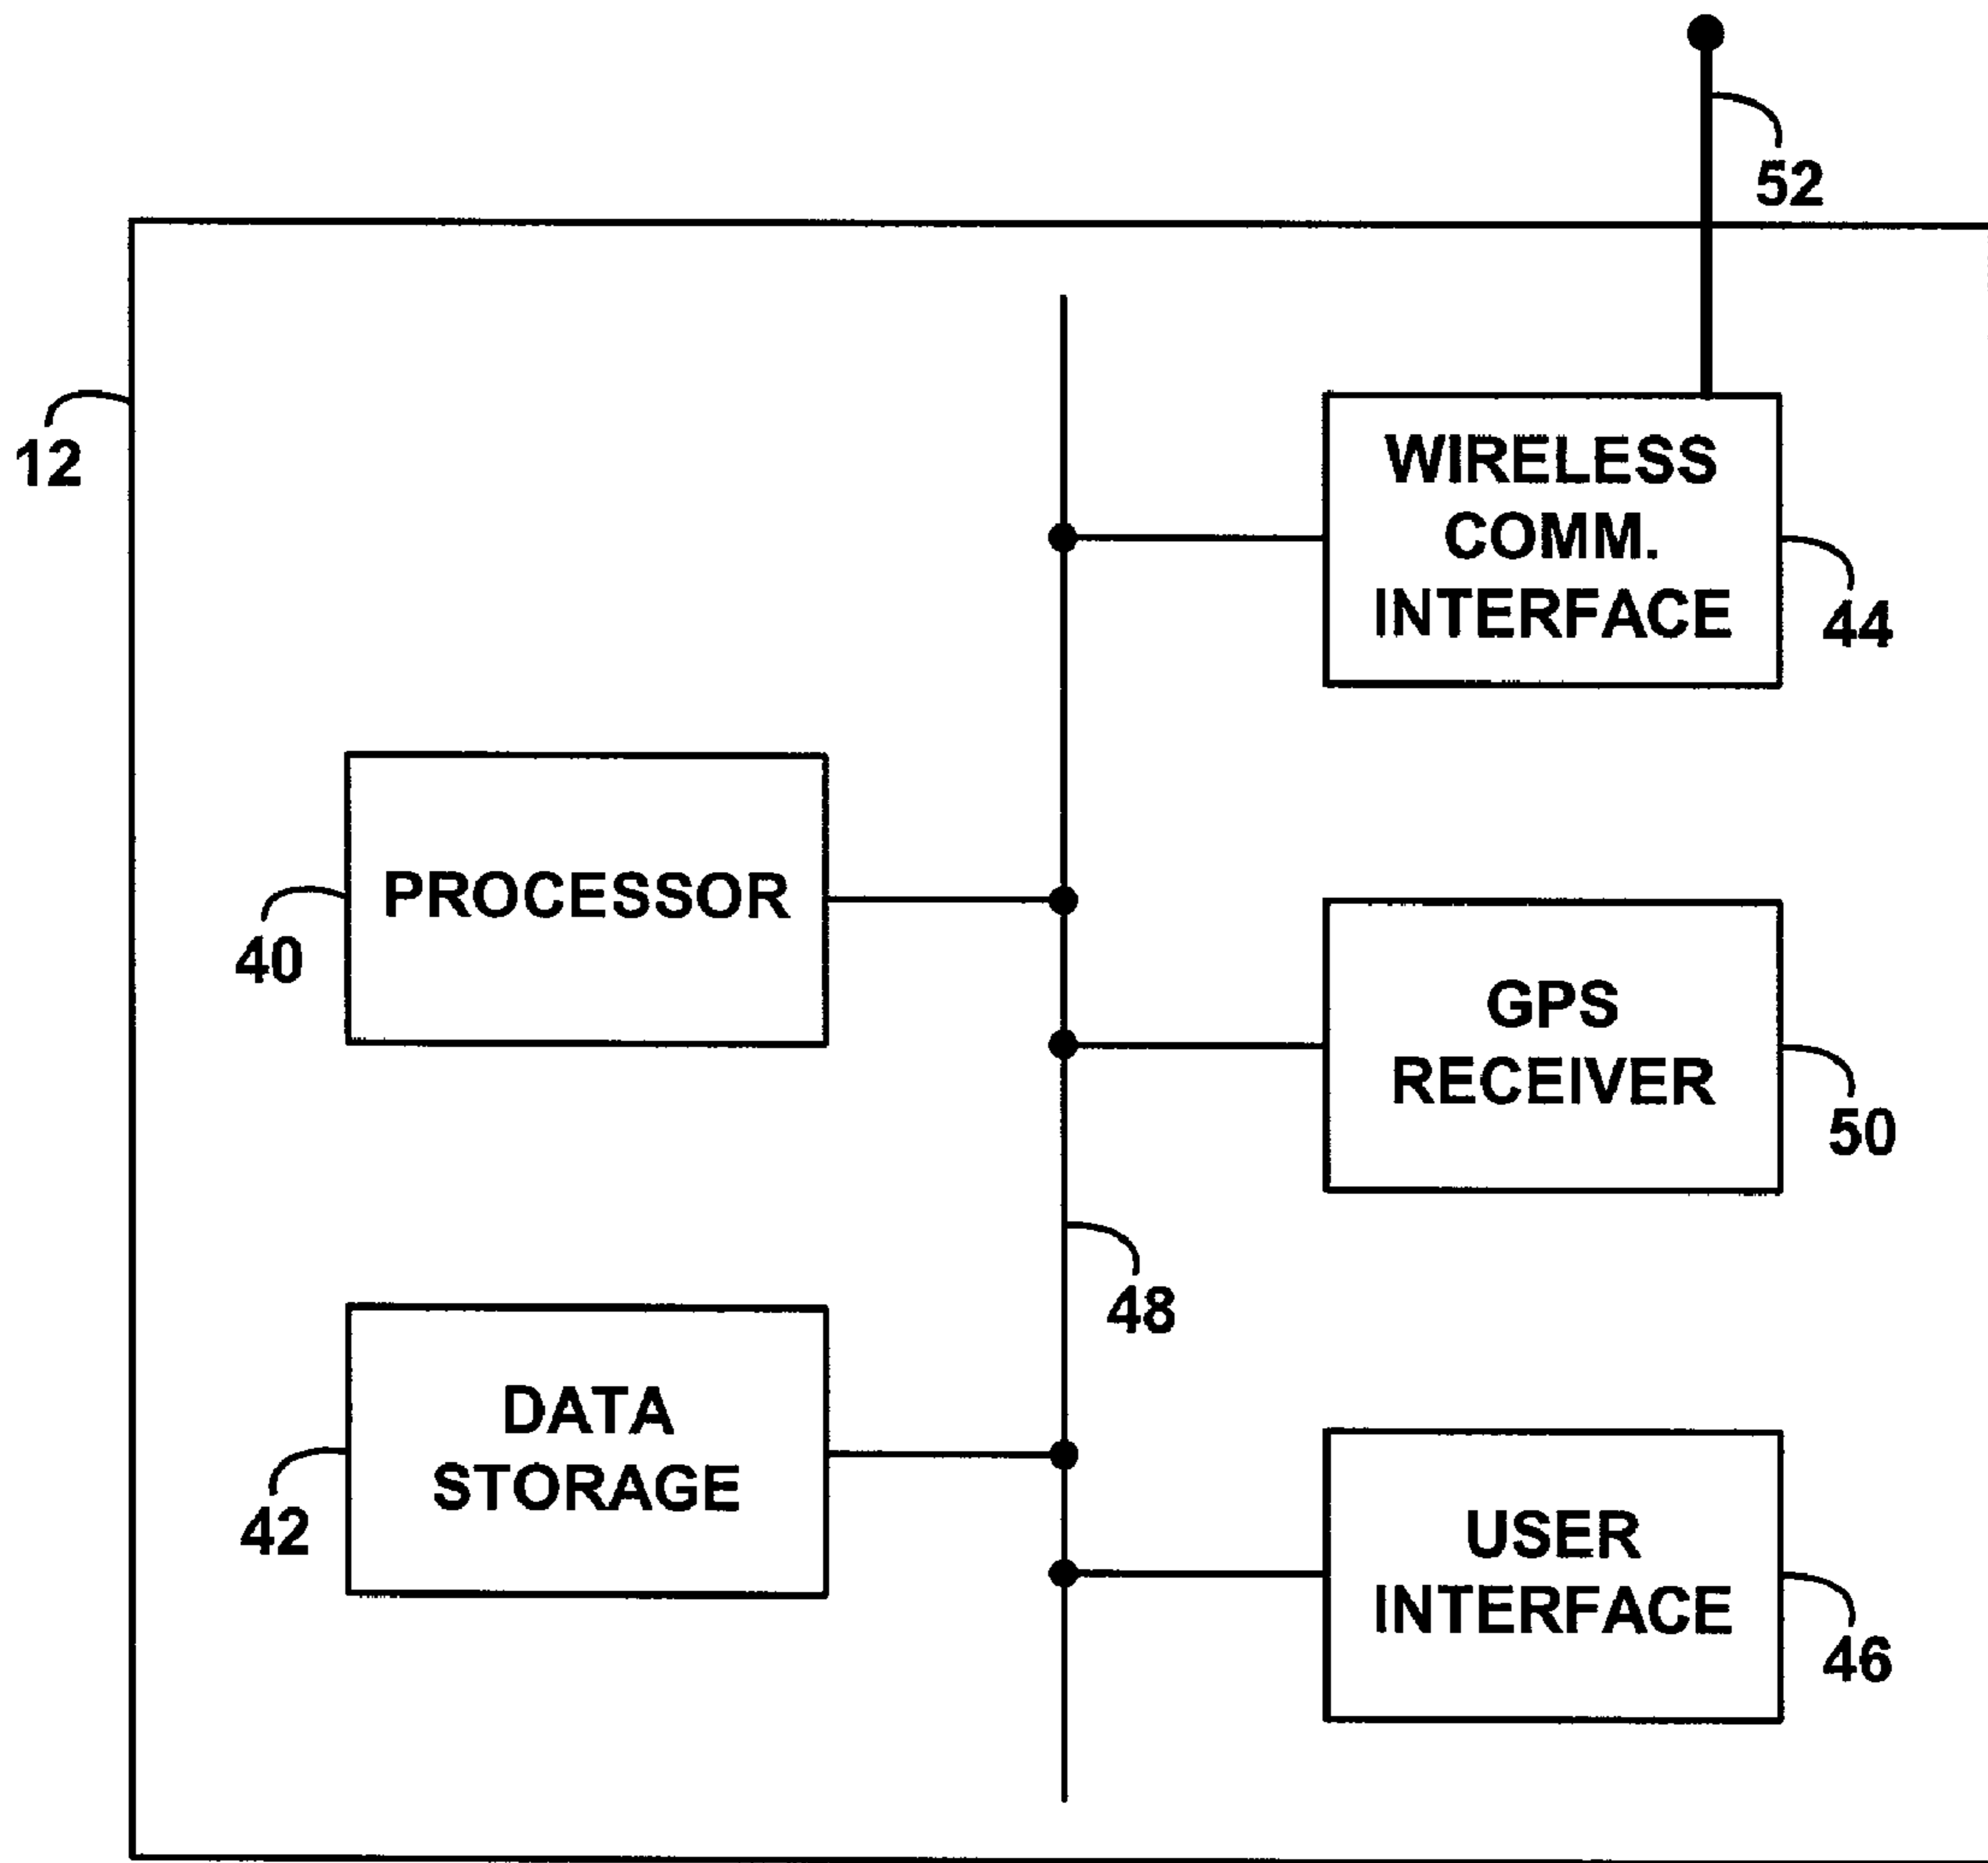 52
12
WIRELESS
COMM.
INTERFACE
44
PROCESSOR
40
GPS
RECEIVER
50
48
DATA
STORAGE
42
USER
INTERFACE
46